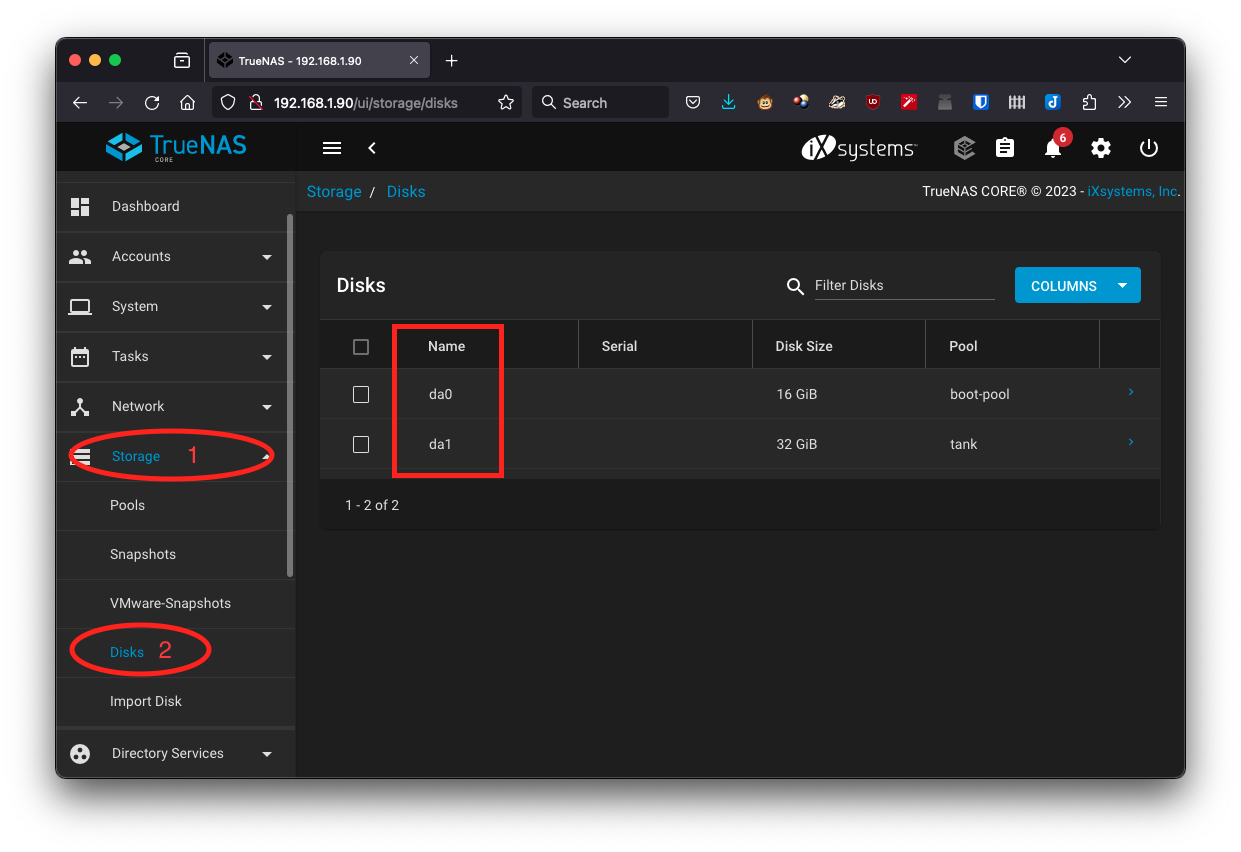 TrueNAS - 192.168.1.90
192.168.1.90/ui/storage/disks
Search
TrueNAS
CORE
iXsystems
6
Storage / Disks
TrueNAS CORE® © 2023 - iXsystems, Inc.
Dashboard
Accounts
System
Tasks
Network
Storage 1
Pools
Snapshots
VMware-Snapshots
Disks 2
Import Disk
Directory Services
Disks
Filter Disks
COLUMNS
Name Serial Disk Size Pool
da0 16 GiB boot-pool
da1 32 GiB tank
1 - 2 of 2